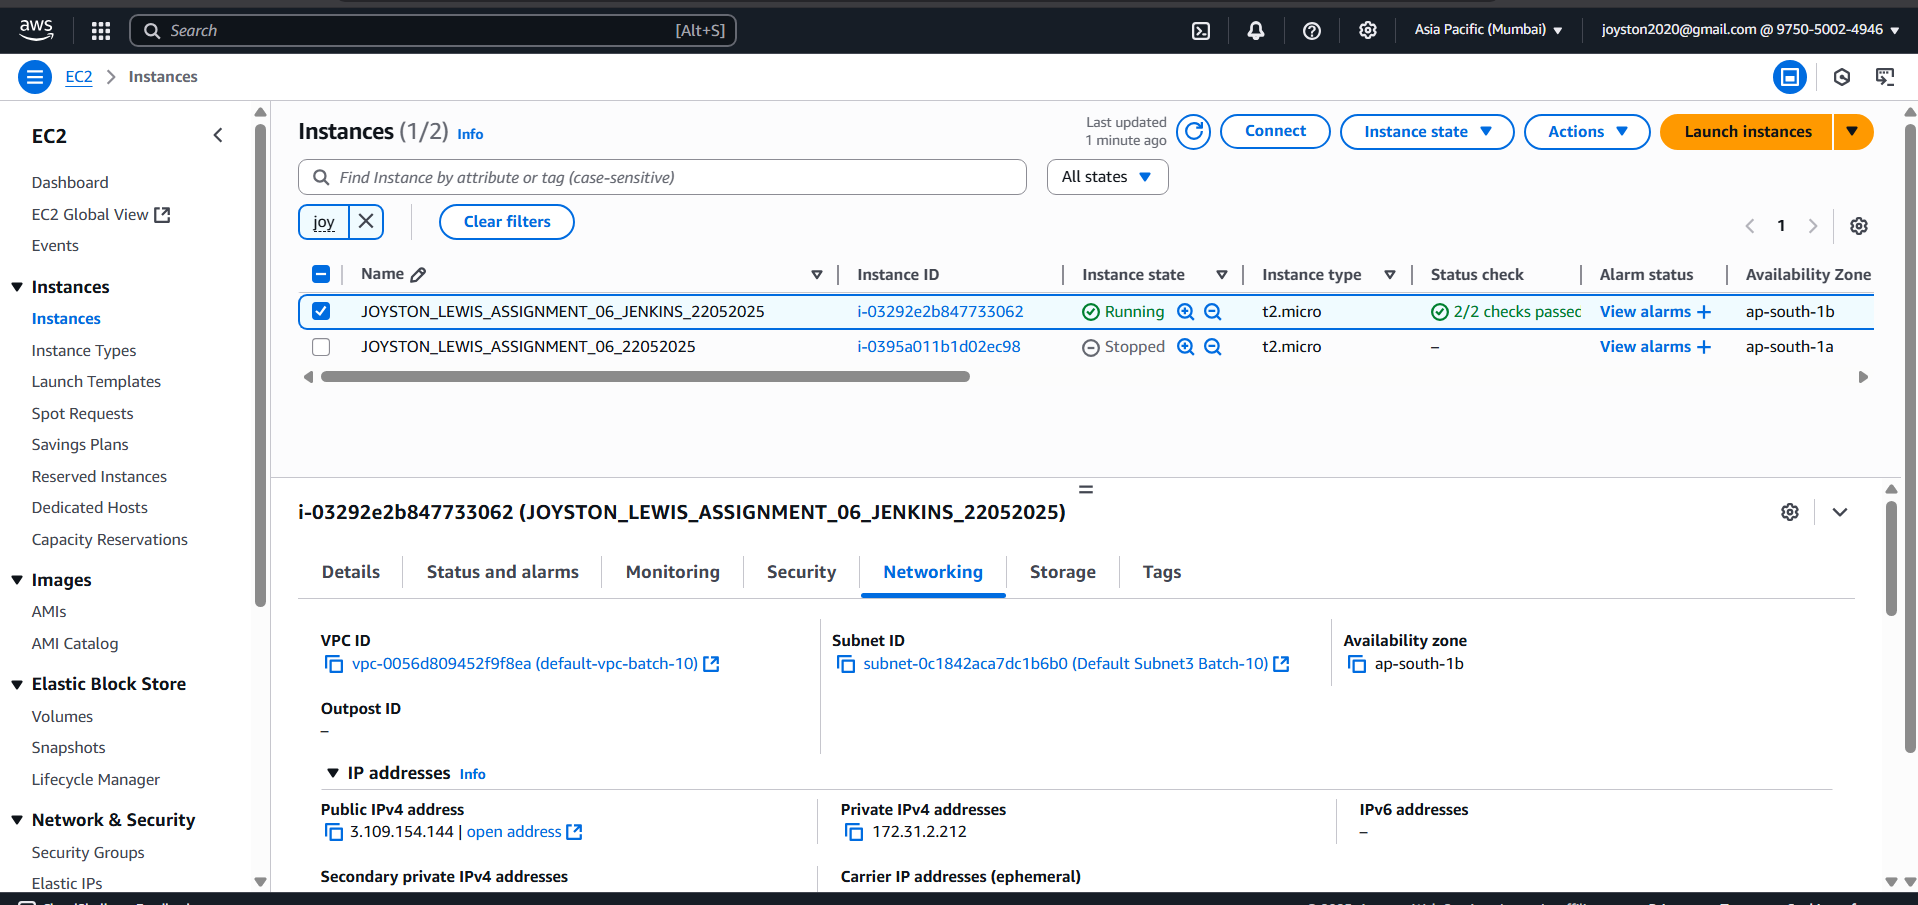 aws
Search [Alt+S]
Asia Pacific (Mumbai)
joyston2020@gmail.com @ 9750-5002-4946
EC2
Instances
EC2
Dashboard
EC2 Global View
Events
Instances
Instances
Instance Types
Launch Templates
Spot Requests
Savings Plans
Reserved Instances
Dedicated Hosts
Capacity Reservations
Images
AMIs
AMI Catalog
Elastic Block Store
Volumes
Snapshots
Lifecycle Manager
Network & Security
Security Groups
Elastic IPs
Instances (1/2) Info
Last updated
1 minute ago
Connect
Instance state
Actions
Launch instances
Find Instance by attribute or tag (case-sensitive)
All states
joy
Clear filters
1
Name Instance ID Instance state Instance type Status check Alarm status Availability Zone
JOYSTON_LEWIS_ASSIGNMENT_06_JENKINS_22052025 i-03292e2b847733062 Running t2.micro 2/2 checks passed View alarms + ap-south-1b
JOYSTON_LEWIS_ASSIGNMENT_06_22052025 i-0395a011b1d02ec98 Stopped t2.micro – View alarms + ap-south-1a
i-03292e2b847733062 (JOYSTON_LEWIS_ASSIGNMENT_06_JENKINS_22052025)
Details Status and alarms Monitoring Security Networking Storage Tags
VPC ID
vpc-0056d809452f9f8ea (default-vpc-batch-10)
Subnet ID
subnet-0c1842aca7dc1b6b0 (Default Subnet3 Batch-10)
Availability zone
ap-south-1b
Outpost ID
–
IP addresses Info
Public IPv4 address
3.109.154.144 | open address
Private IPv4 addresses
172.31.2.212
IPv6 addresses
–
Secondary private IPv4 addresses
Carrier IP addresses (ephemeral)